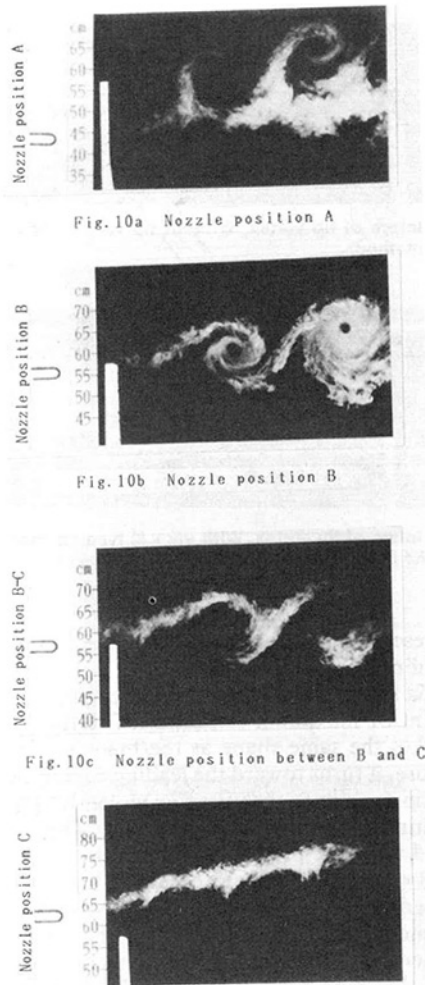 Nozzle position A
cm
65
60
55
50
45
40
35
Fig.10a Nozzle position A
Nozzle position B
cm
70
65
60
55
50
45
Fig.10b Nozzle position B
Nozzle position B-C
cm
70
65
60
55
50
45
40
Fig.10c Nozzle position between B and C
Nozzle position C
cm
80
75
70
65
60
55
50